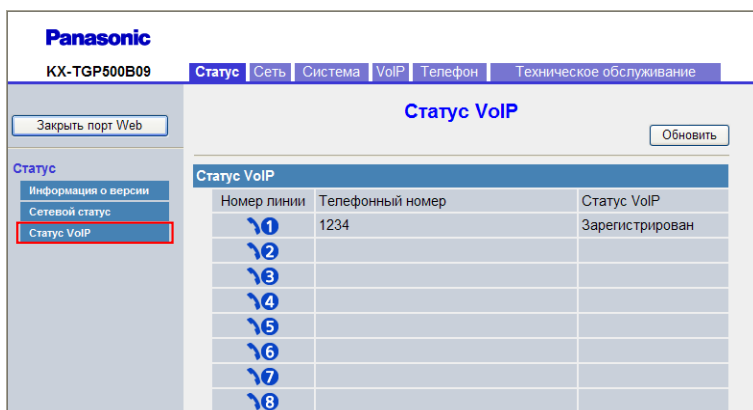 Panasonic
KX-TGP500B09
Статус Сеть Система VoIP Телефон Техническое обслуживание
Закрыть порт Web
Статус VoIP
Обновить
Статус
Информация о версии
Сетевой статус
Статус VoIP
Статус VoIP
Номер линии Телефонный номер Статус VoIP
1 1234 Зарегистрирован
2
3
4
5
6
7
8